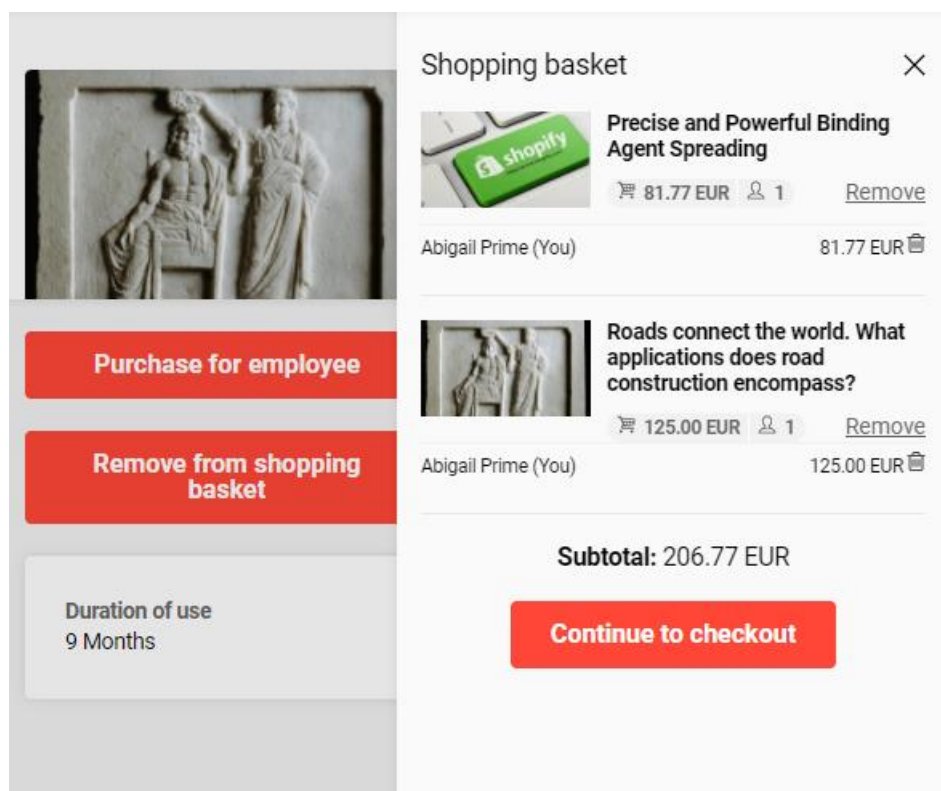 Purchase for employee
Remove from shopping
basket
Duration of use
9 Months
Shopping basket
shopify
Precise and Powerful Binding
Agent Spreading
81.77 EUR 1 Remove
Abigail Prime (You) 81.77 EUR
Roads connect the world. What
applications does road
construction encompass?
125.00 EUR 1 Remove
Abigail Prime (You) 125.00 EUR
Subtotal: 206.77 EUR
Continue to checkout